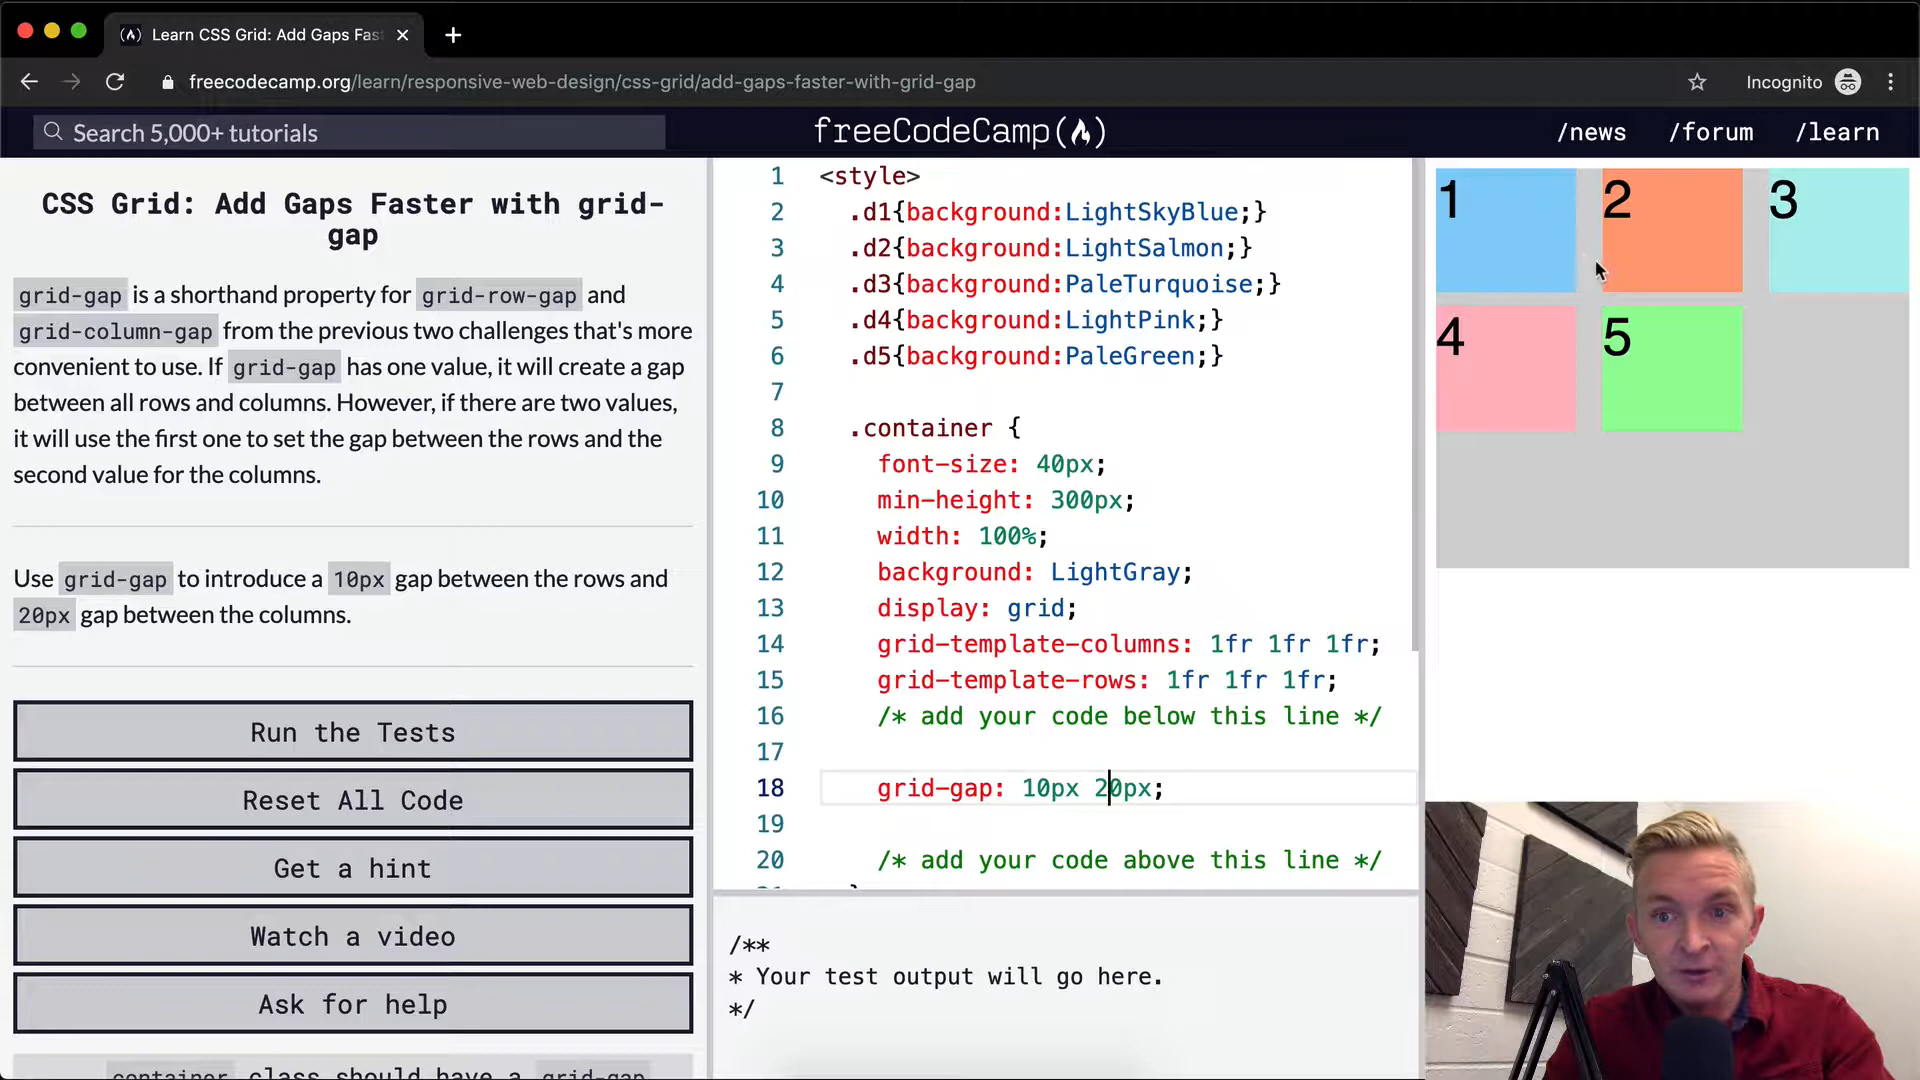 Learn CSS Grid: Add Gaps Fas
freecodecamp.org/learn/responsive-web-design/css-grid/add-gaps-faster-with-grid-gap
Incognito
Search 5,000+ tutorials
freeCodeCamp(🔥)
/news /forum /learn
CSS Grid: Add Gaps Faster with grid-
gap
grid-gap is a shorthand property for grid-row-gap and
grid-column-gap from the previous two challenges that's more
convenient to use. If grid-gap has one value, it will create a gap
between all rows and columns. However, if there are two values,
it will use the first one to set the gap between the rows and the
second value for the columns.
Use grid-gap to introduce a 10px gap between the rows and
20px gap between the columns.
Run the Tests
Reset All Code
Get a hint
Watch a video
Ask for help
container class should have a grid-gap
1 <style>
2 .d1{background:LightSkyBlue;}
3 .d2{background:LightSalmon;}
4 .d3{background:PaleTurquoise;}
5 .d4{background:LightPink;}
6 .d5{background:PaleGreen;}
7
8 .container {
9 font-size: 40px;
10 min-height: 300px;
11 width: 100%;
12 background: LightGray;
13 display: grid;
14 grid-template-columns: 1fr 1fr 1fr;
15 grid-template-rows: 1fr 1fr 1fr;
16 /* add your code below this line */
17
18 grid-gap: 10px 20px;
19
20 /* add your code above this line */
/**
* Your test output will go here.
*/
1 2 3
4 5